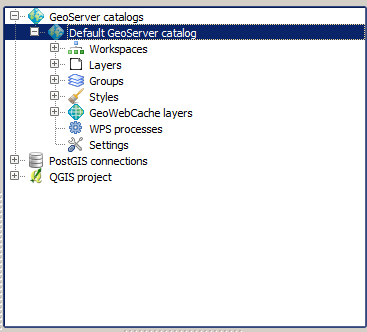 GeoServer catalogs
Default GeoServer catalog
Workspaces
Layers
Groups
Styles
GeoWebCache layers
WPS processes
Settings
PostGIS connections
QGIS project